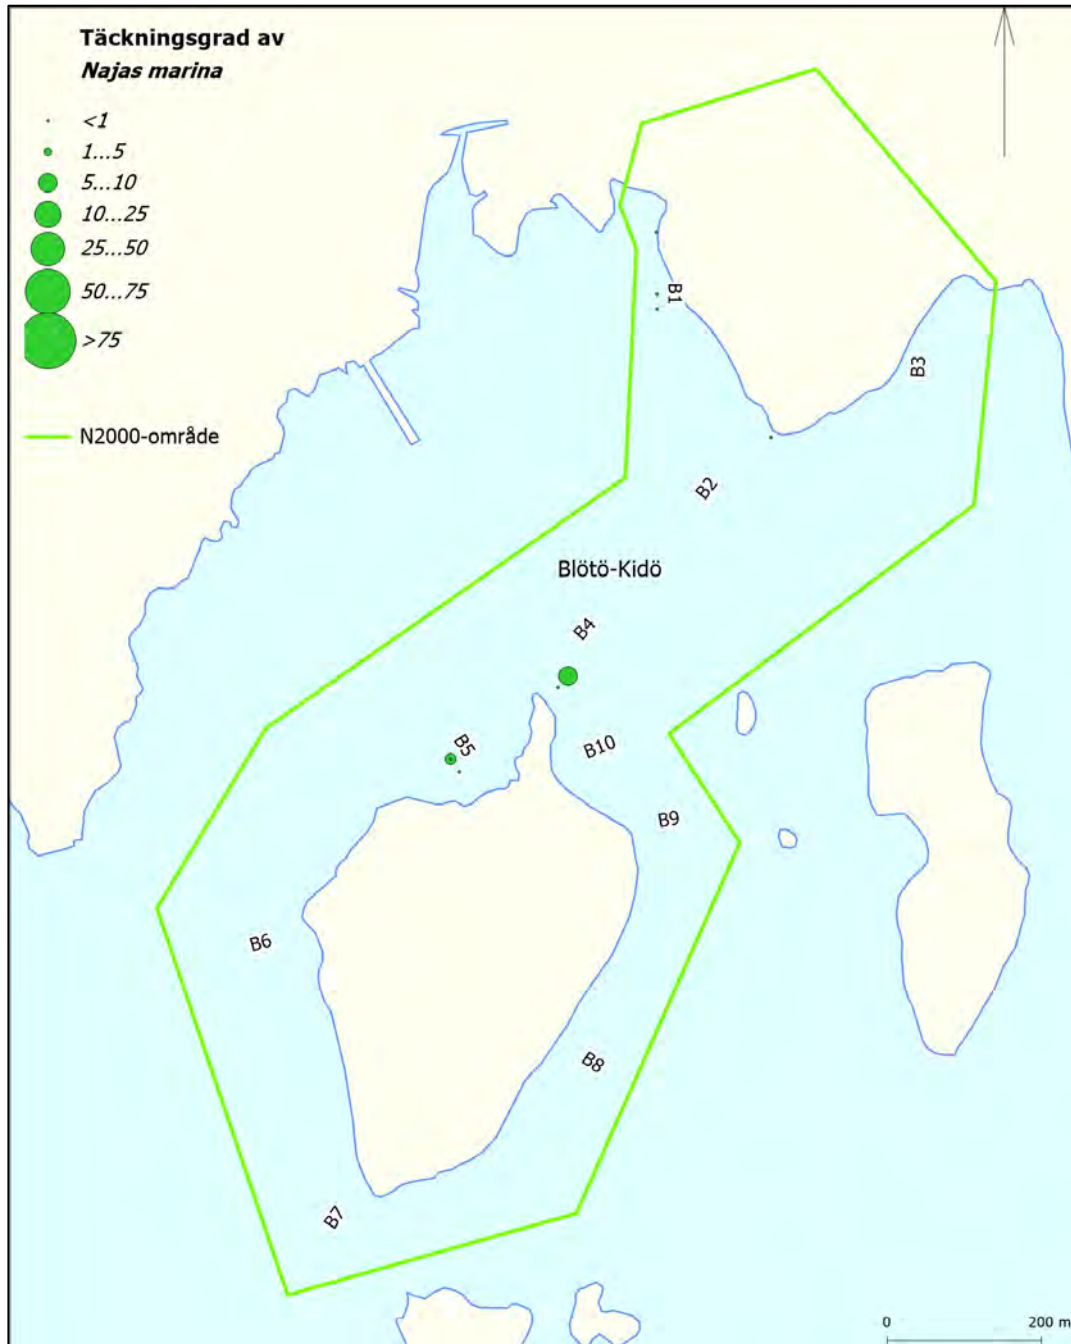 Täckningsgrad av
Najas marina
<1
1...5
5...10
10...25
25...50
50...75
>75
N2000-område
B1
B3
B2
Blötö-Kidö
B4
B5
B10
B9
B6
B8
B7
0 200 m